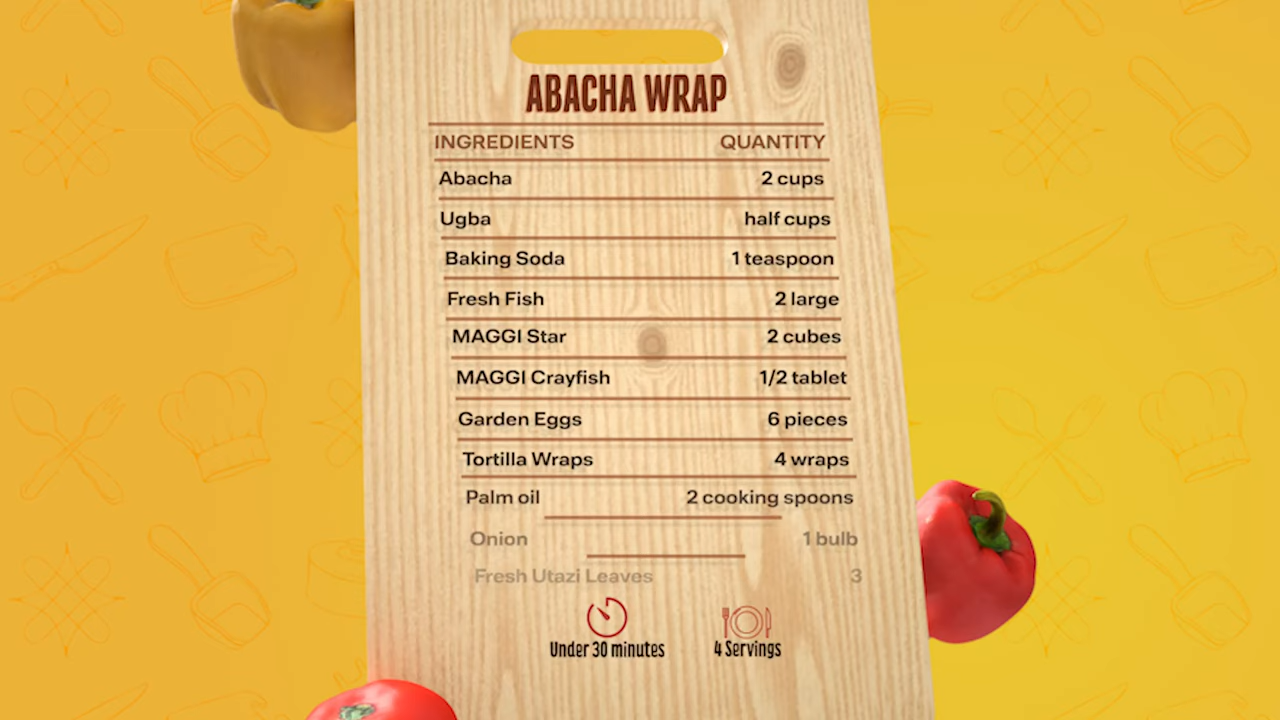 ABACHA WRAP
INGREDIENTS QUANTITY
Abacha 2 cups
Ugba half cups
Baking Soda 1 teaspoon
Fresh Fish 2 large
MAGGI Star 2 cubes
MAGGI Crayfish 1/2 tablet
Garden Eggs 6 pieces
Tortilla Wraps 4 wraps
Palm oil 2 cooking spoons
Onion 1 bulb
Fresh Utazi Leaves 3
Under 30 minutes 4 Servings